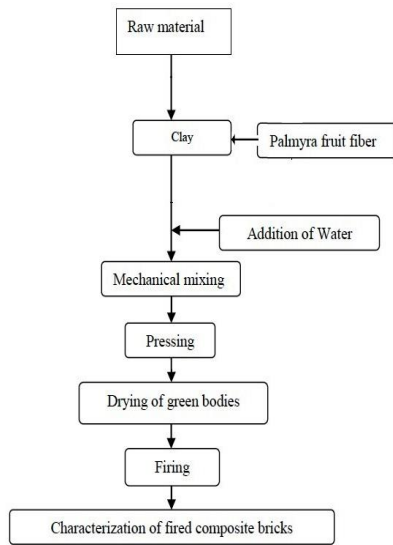 Raw material
Clay
Palmyra fruit fiber
Addition of Water
Mechanical mixing
Pressing
Drying of green bodies
Firing
Characterization of fired composite bricks